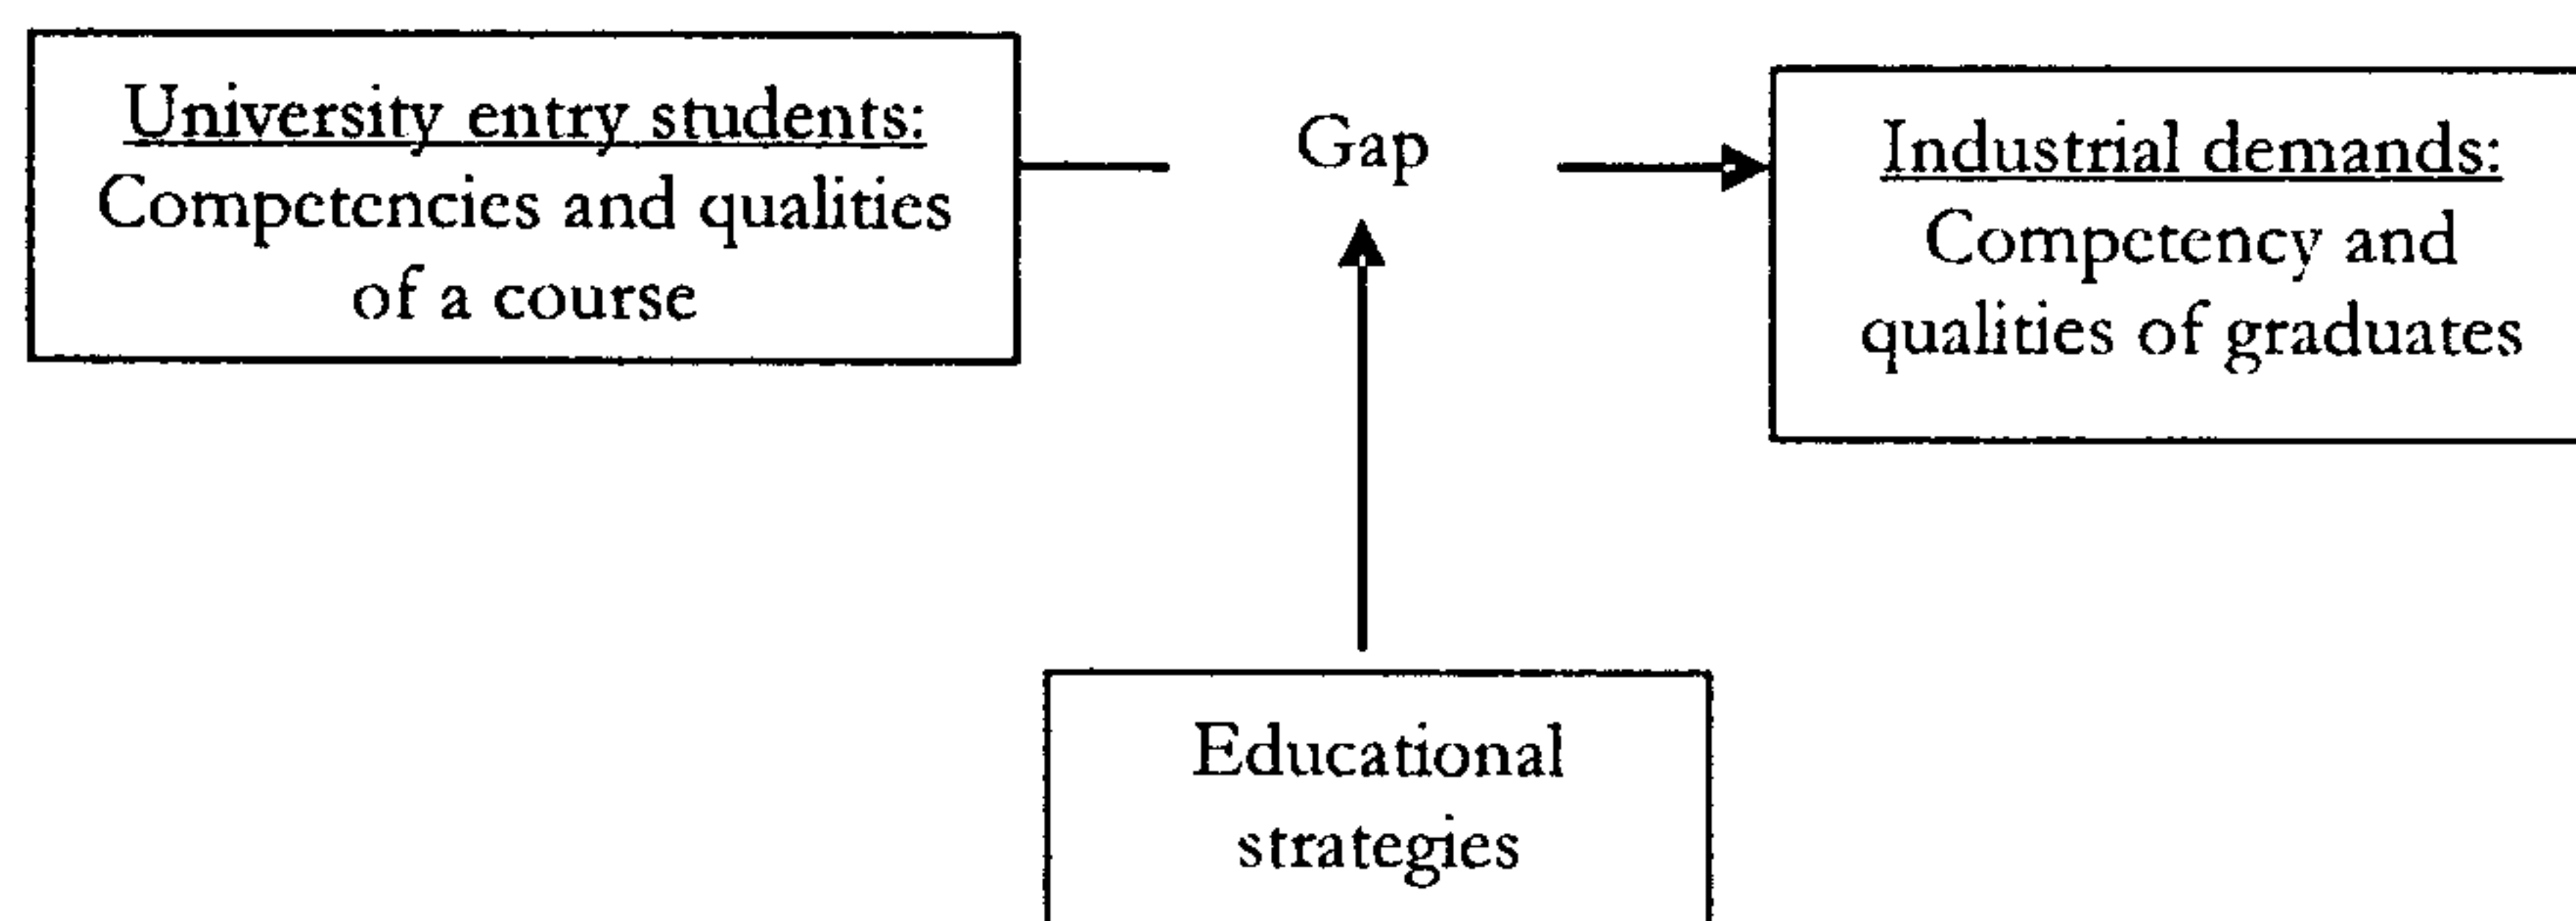 University entry students:
Competencies and qualities
of a course
Gap
Industrial demands:
Competency and
qualities of graduates
Educational
strategies